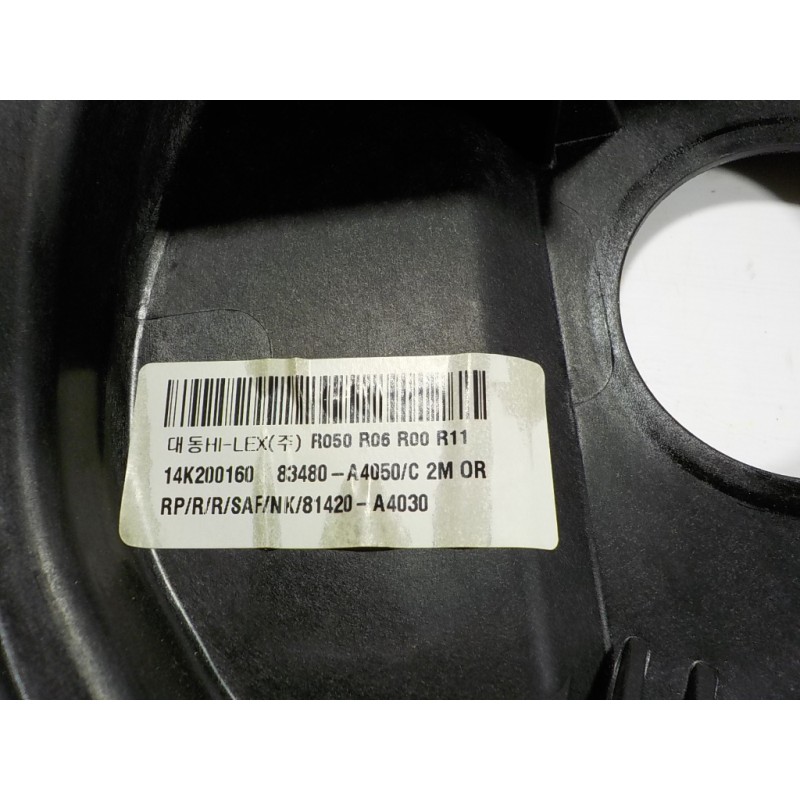 대동HI-LEX(주) R050 R06 R00 R11
14K200160 83480-A4050/C 2M OR
RP/R/R/SAF/NK/81420-A4030